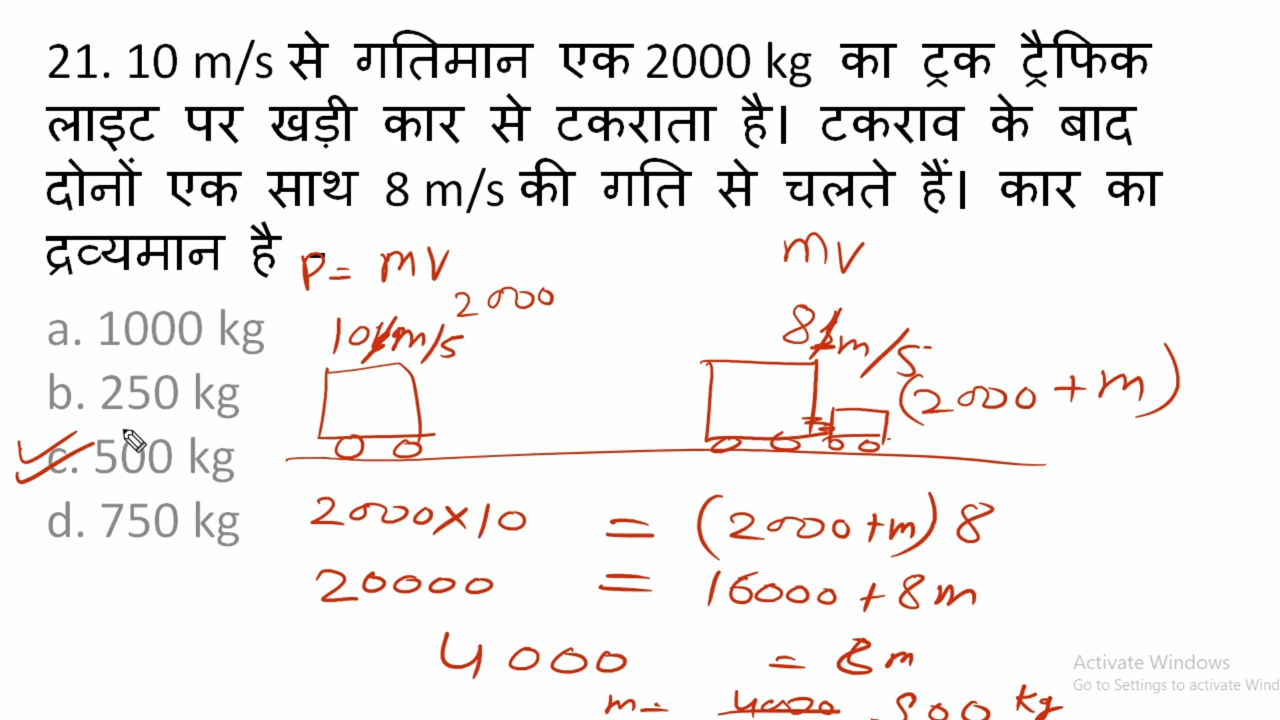 21. 10 m/s से गतिमान एक 2000 kg का ट्रक ट्रैफिक
लाइट पर खड़ी कार से टकराता है। टकराव के बाद
दोनों एक साथ 8 m/s की गति से चलते हैं। कार का
द्रव्यमान है -
P = mv
mv
2000
10 m/s
8 m/s
(2000 + m)
a. 1000 kg
b. 250 kg
c. 500 kg
d. 750 kg
2000×10 = (2000+m) 8
20000 = 16000 + 8m
4000 = 8m
m = 4000 500 kg
Activate Windows
Go to Settings to activate Wind